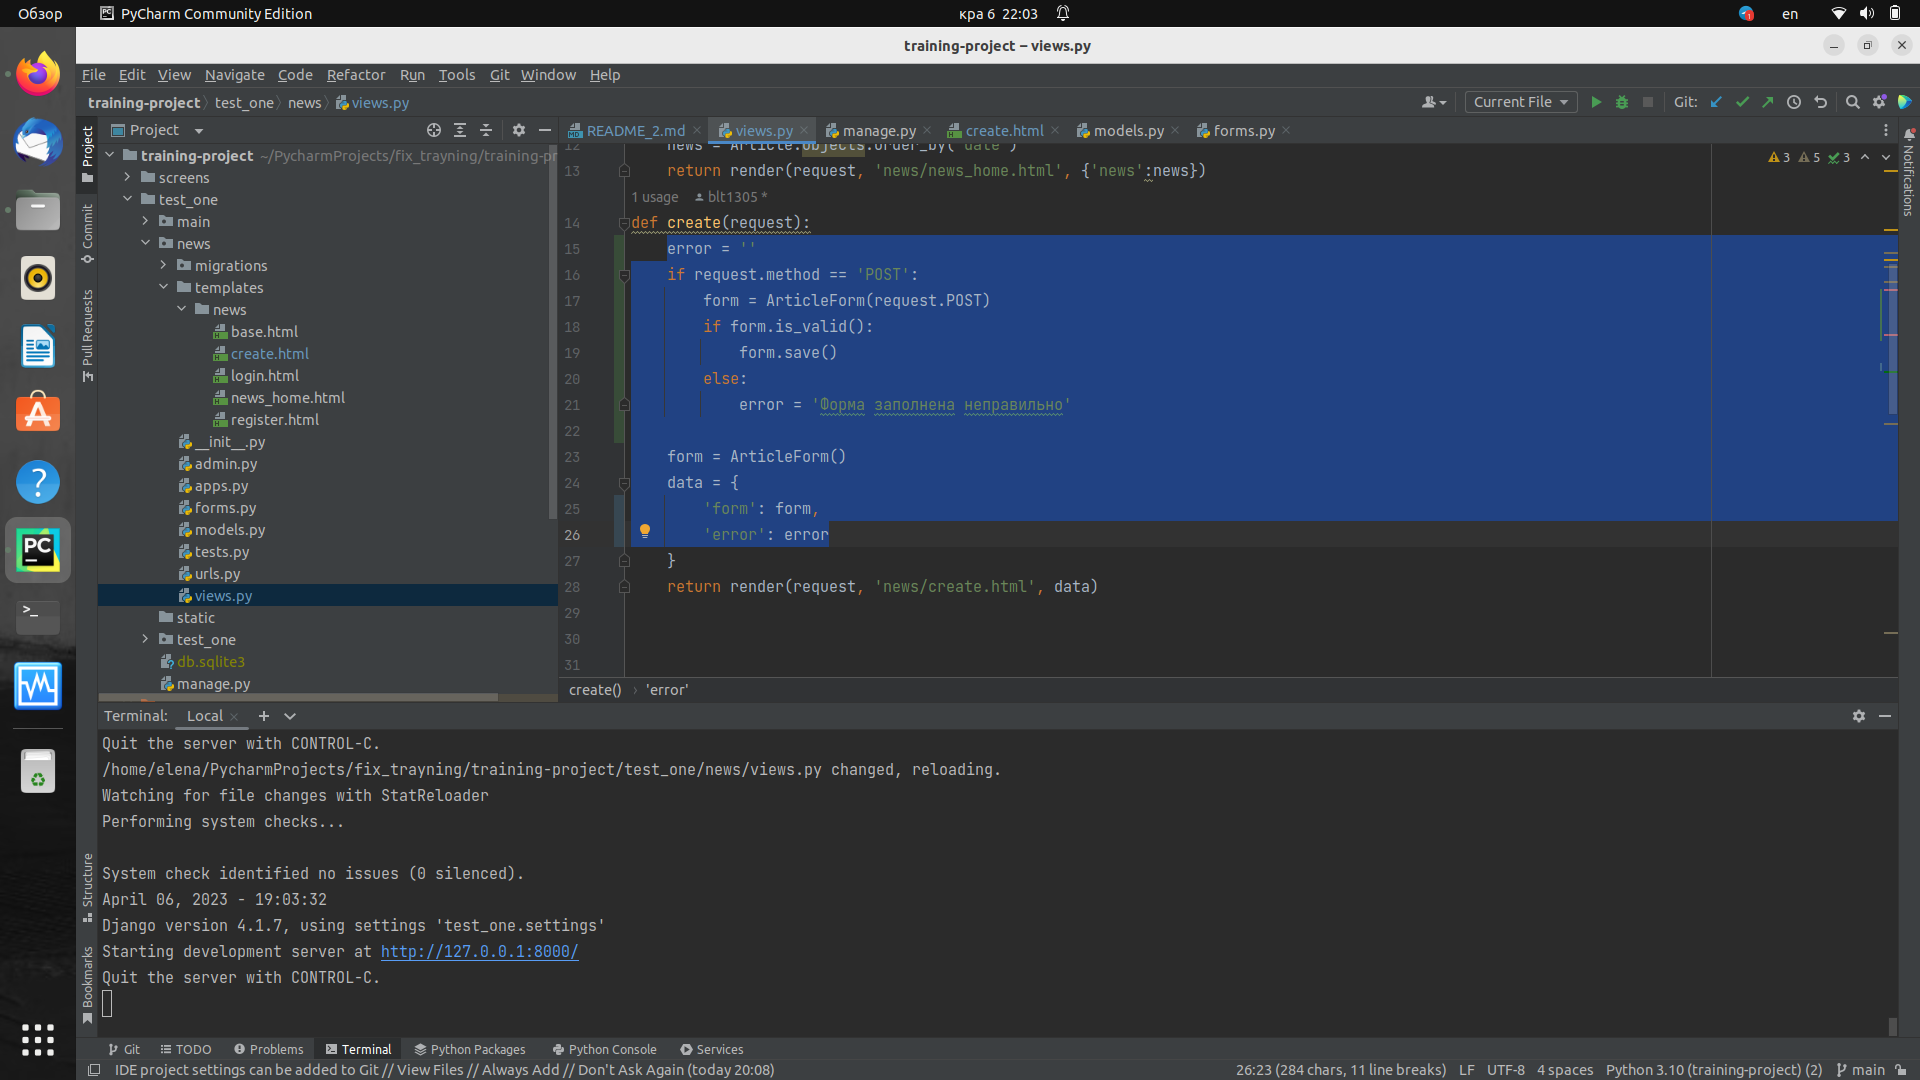 Обзор
PyCharm Community Edition
кра 6 22:03
en
training-project – views.py
File Edit View Navigate Code Refactor Run Tools Git Window Help
training-project test_one news views.py
Current File
Git:
Project
README_2.md
views.py
manage.py
create.html
models.py
forms.py
training-project ~/PycharmProjects/fix_trayning/training-pr
screens
test_one
main
news
migrations
templates
news
base.html
create.html
login.html
news_home.html
register.html
__init__.py
admin.py
apps.py
forms.py
models.py
tests.py
urls.py
views.py
static
test_one
db.sqlite3
manage.py
Project
Commit
Pull Requests
Structure
Bookmarks
Notifications
3 5 3
12 news = Article.objects.order_by('date')
13 return render(request, 'news/news_home.html', {'news':news})
1 usage blt1305 *
14 def create(request):
15 error = ''
16 if request.method == 'POST':
17 form = ArticleForm(request.POST)
18 if form.is_valid():
19 form.save()
20 else:
21 error = 'Форма заполнена неправильно'
22
23 form = ArticleForm()
24 data = {
25 'form': form,
26 'error': error
27 }
28 return render(request, 'news/create.html', data)
29
30
31
create() › 'error'
Terminal: Local
Quit the server with CONTROL-C.
/home/elena/PycharmProjects/fix_trayning/training-project/test_one/news/views.py changed, reloading.
Watching for file changes with StatReloader
Performing system checks...
System check identified no issues (0 silenced).
April 06, 2023 - 19:03:32
Django version 4.1.7, using settings 'test_one.settings'
Starting development server at http://127.0.0.1:8000/
Quit the server with CONTROL-C.
Git TODO Problems Terminal Python Packages Python Console Services
IDE project settings can be added to Git // View Files // Always Add // Don't Ask Again (today 20:08)
26:23 (284 chars, 11 line breaks) LF UTF-8 4 spaces Python 3.10 (training-project) (2) main